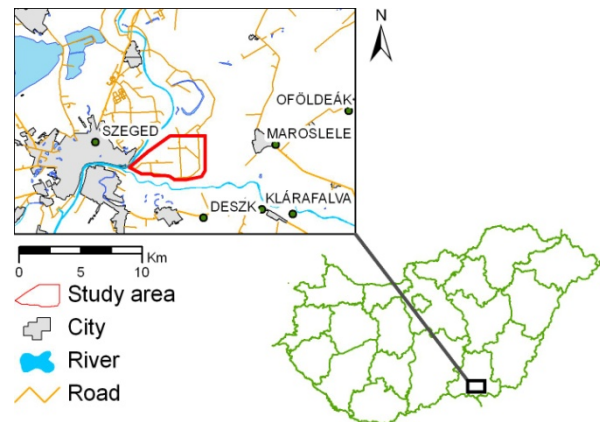 N
OFÖLDEÁK
SZEGED
MAROSLELE
KLÁRAFALVA
DESZK
0 5 10 Km
Study area
City
River
Road